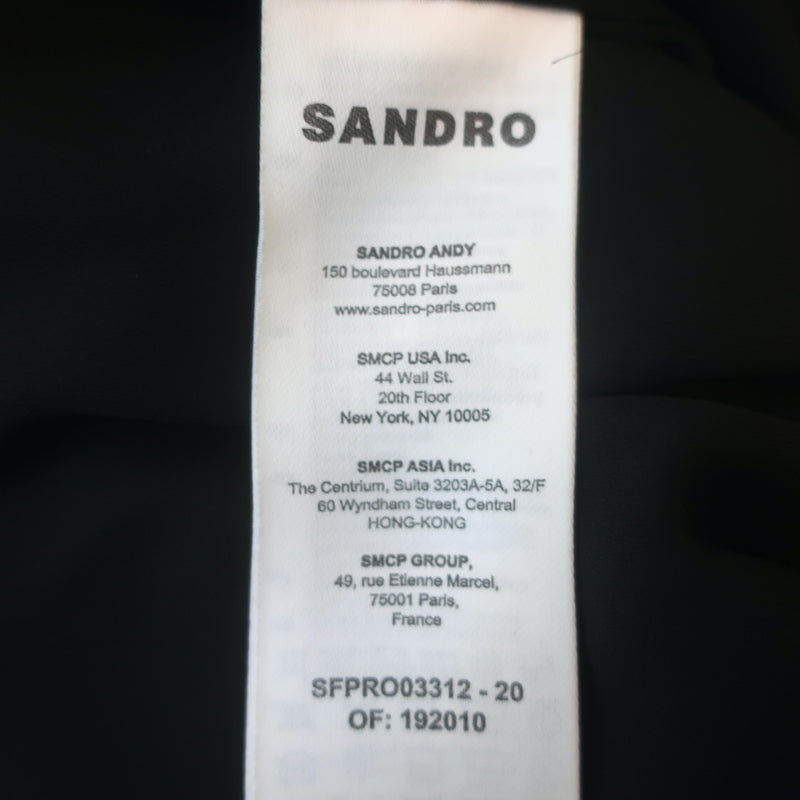 SANDRO
SANDRO ANDY
150 boulevard Haussmann
75008 Paris
www.sandro-paris.com
SMCP USA Inc.
44 Wall St.
20th Floor
New York, NY 10005
SMCP ASIA Inc.
The Centrium, Suite 3203A-5A, 32/F
60 Wyndham Street, Central
HONG-KONG
SMCP GROUP,
49, rue Etienne Marcel,
75001 Paris,
France
SFPRO03312 - 20
OF: 192010